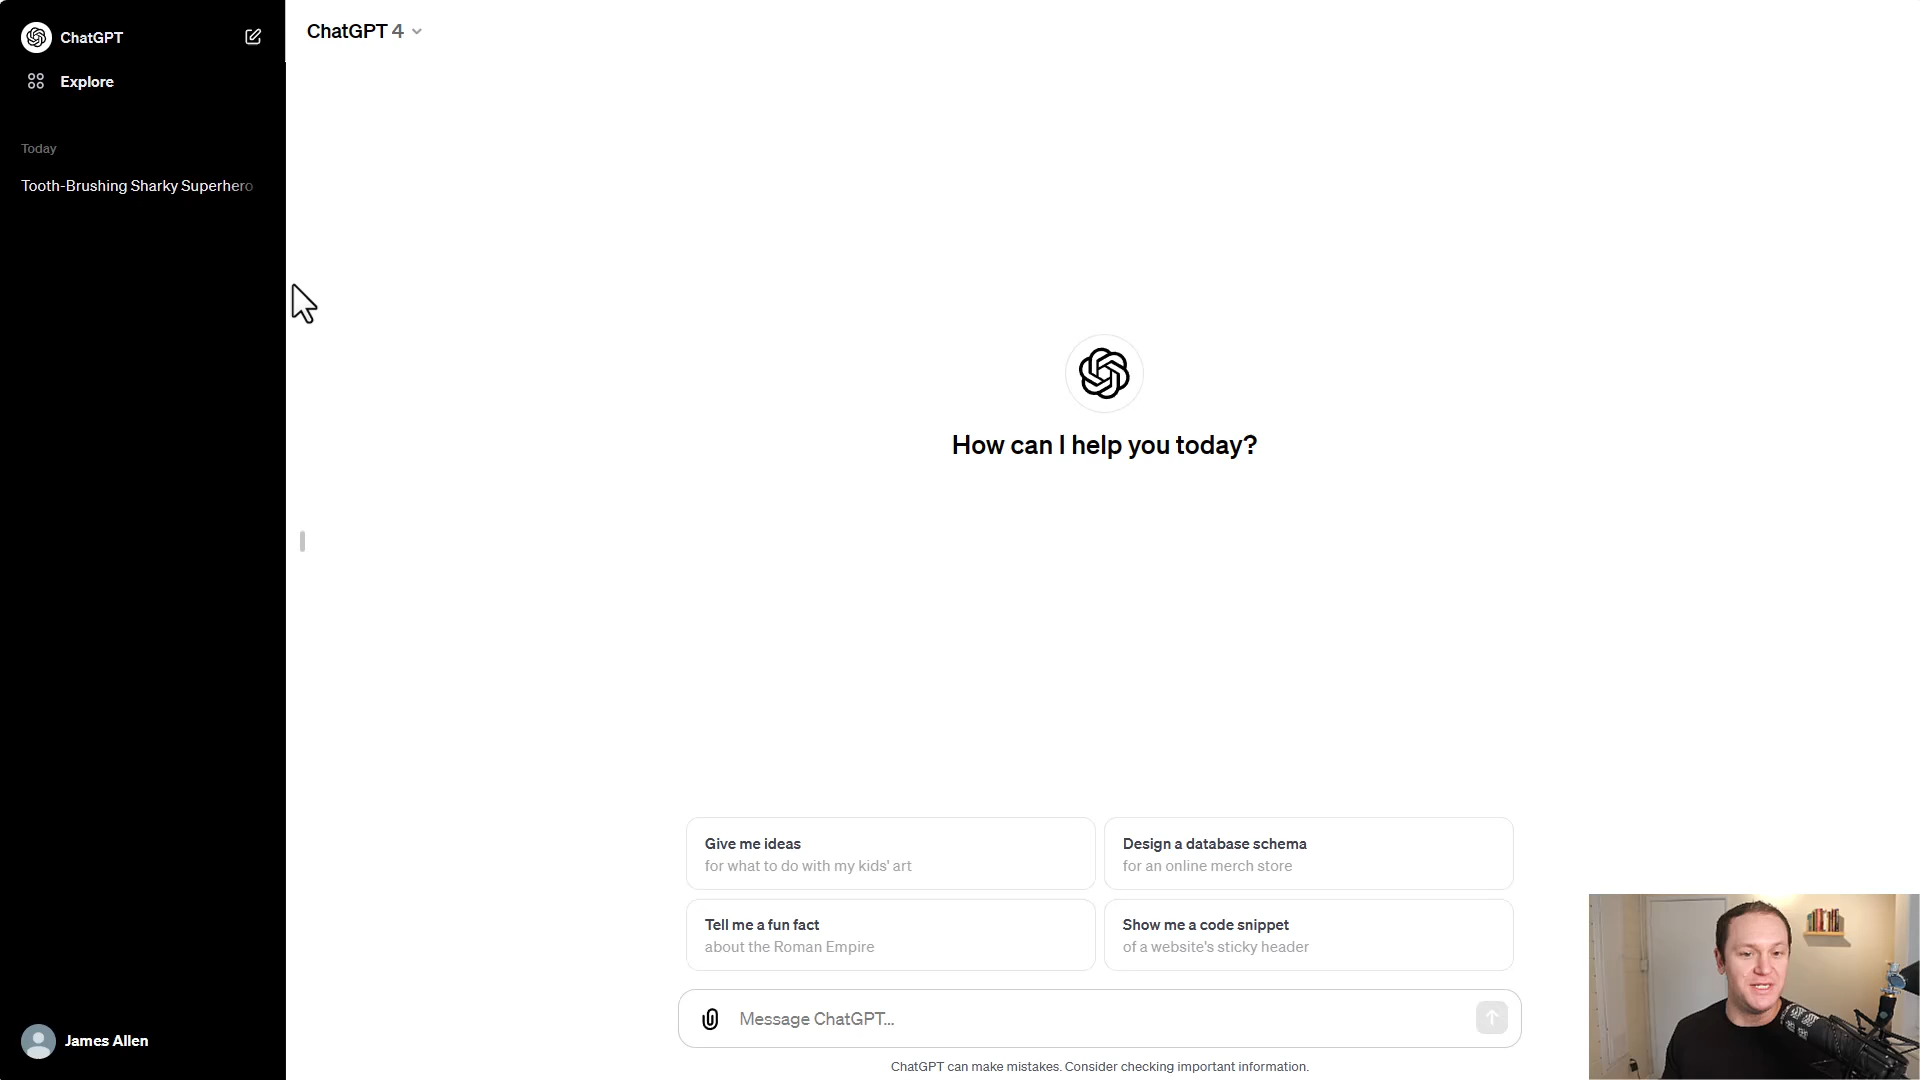 ChatGPT
Explore
Today
Tooth-Brushing Sharky Superhero
James Allen
ChatGPT 4
How can I help you today?
Give me ideas
for what to do with my kids' art
Design a database schema
for an online merch store
Tell me a fun fact
about the Roman Empire
Show me a code snippet
of a website's sticky header
Message ChatGPT...
ChatGPT can make mistakes. Consider checking important information.